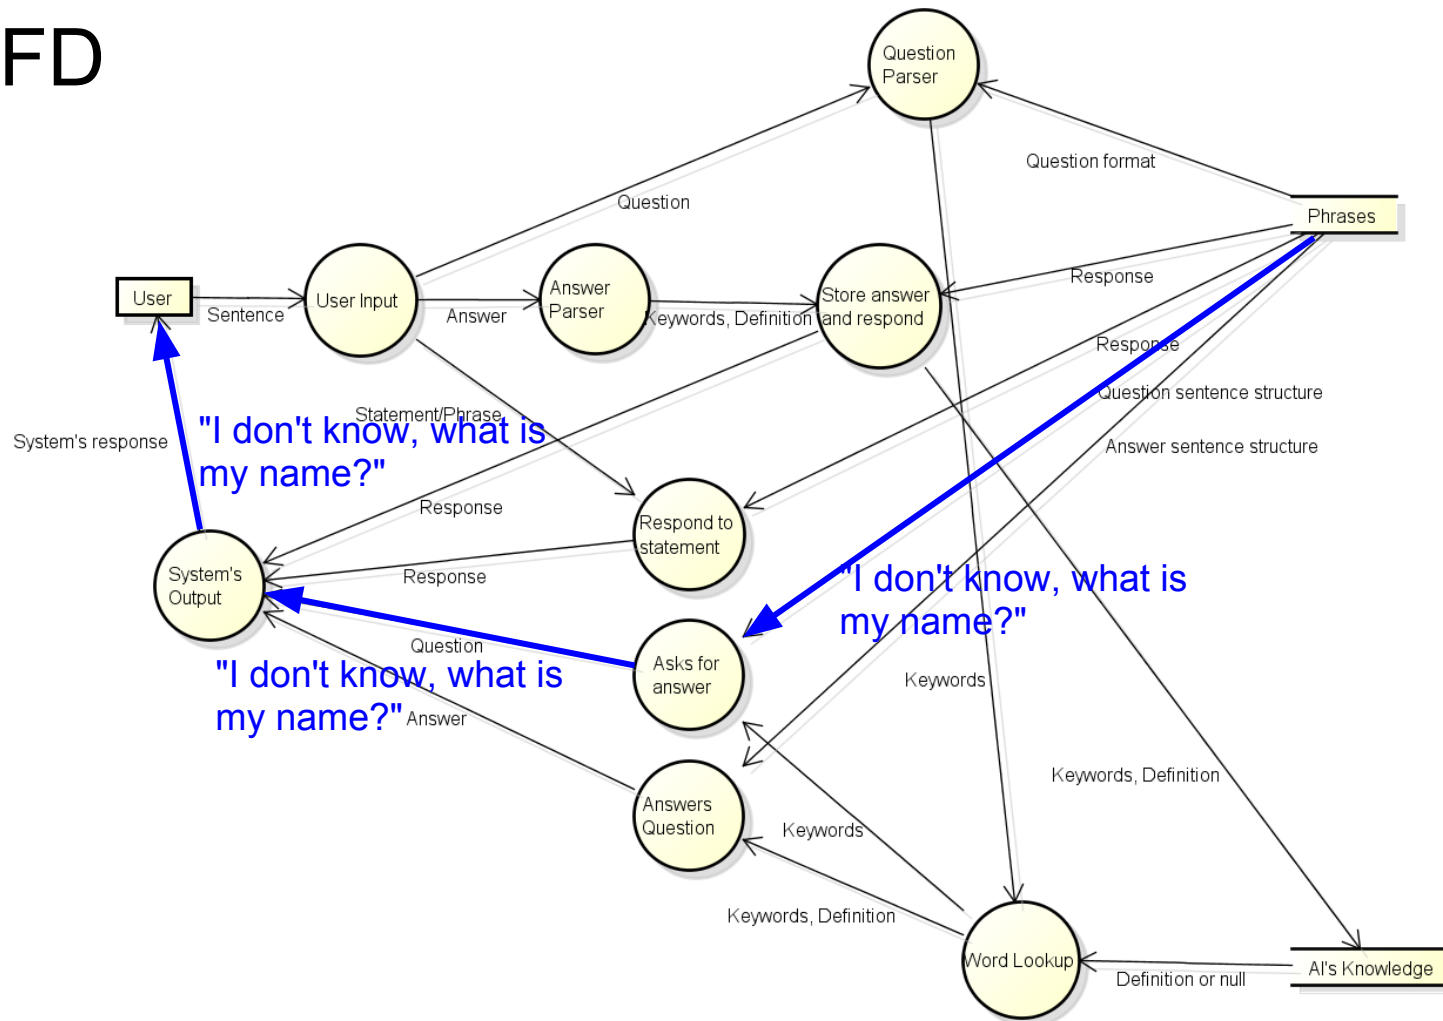 FD
Question
Parser
Question format
Question
Phrases
User
Sentence
User Input
Answer
Answer
Parser
Keywords, Definition
Store answer
and respond
Response
Response
Question sentence structure
Answer sentence structure
Statement/Phrase
System's response
"I don't know, what is
my name?"
Response
Respond to
statement
Response
System's
Output
"I don't know, what is
my name?"
Question
"I don't know, what is
my name?"
Answer
Asks for
answer
Keywords
Answers
Question
Keywords
Keywords, Definition
Keywords, Definition
Word Lookup
Definition or null
AI's Knowledge